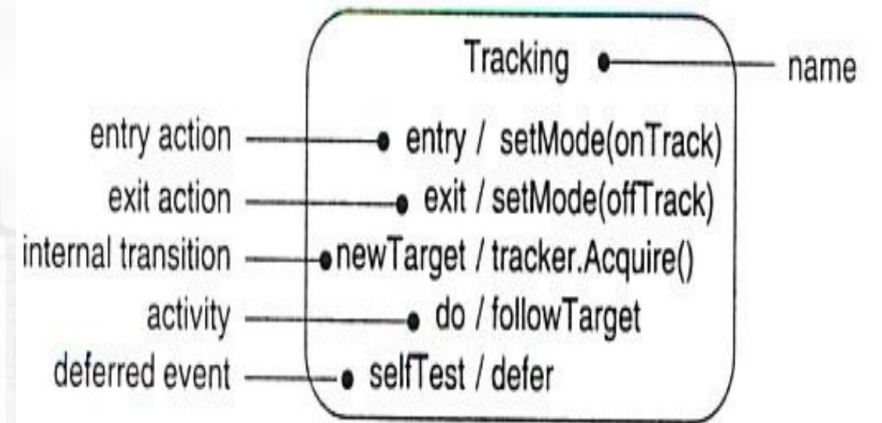 Tracking name
entry action entry / setMode(onTrack)
exit action exit / setMode(offTrack)
internal transition newTarget / tracker.Acquire()
activity do / followTarget
deferred event selfTest / defer